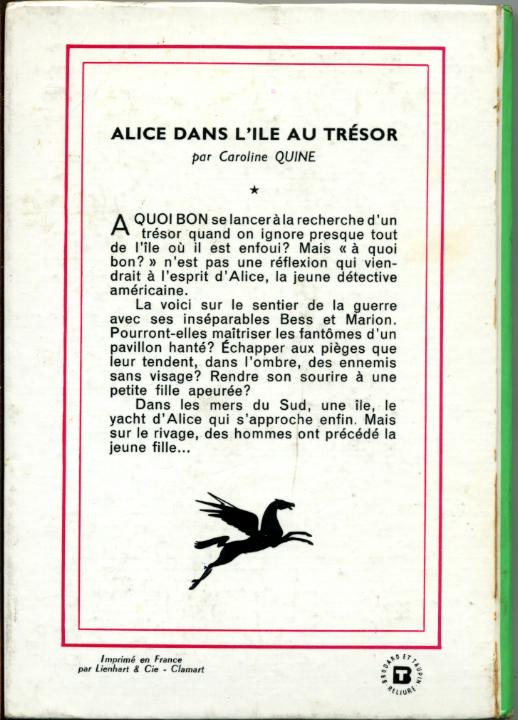 ALICE DANS L'ILE AU TRÉSOR
par Caroline QUINE
A QUOI BON se lancer à la recherche d'un
trésor quand on ignore presque tout
de l'île où il est enfoui? Mais « à quoi
bon? » n'est pas une réflexion qui vien-
drait à l'esprit d'Alice, la jeune détective
américaine.
La voici sur le sentier de la guerre
avec ses inséparables Bess et Marion.
Pourront-elles maîtriser les fantômes d'un
pavillon hanté? Échapper aux pièges que
leur tendent, dans l'ombre, des ennemis
sans visage? Rendre son sourire à une
petite fille apeurée?
Dans les mers du Sud, une île, le
yacht d'Alice qui s'approche enfin. Mais
sur le rivage, des hommes ont précédé la
jeune fille...
Imprimé en France
par Lienhart & Cie - Clamart
BRODARD ET TAUPIN
RELIURE